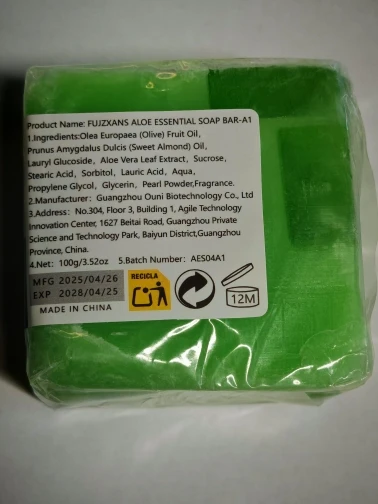 Product Name: FUJZXANS ALOE ESSENTIAL SOAP BAR-A1
1.Ingredients:Olea Europaea (Olive) Fruit Oil,
Prunus Amygdalus Dulcis (Sweet Almond) Oil,
Lauryl Glucoside, Aloe Vera Leaf Extract, Sucrose,
Stearic Acid, Sorbitol, Lauric Acid, Aqua,
Propylene Glycol, Glycerin, Pearl Powder,Fragrance.
2.Manufacturer: Guangzhou Ouni Biotechnology Co., Ltd
3.Address: No.304, Floor 3, Building 1, Agile Technology
Innovation Center, 1627 Beitai Road, Guangzhou Private
Science and Technology Park, Baiyun District,Guangzhou
Province, China.
4.Net: 100g/3.52oz 5.Batch Number: AES04A1
MFG 2025/04/26
EXP 2028/04/25
MADE IN CHINA
RECICLA
12M